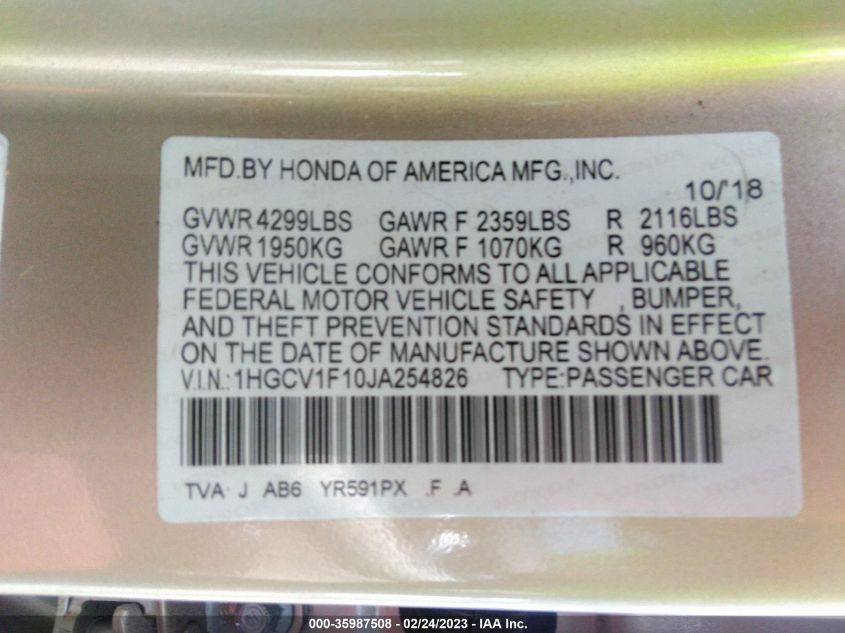 MFD.BY HONDA OF AMERICA MFG.,INC.
10/'18
GVWR 4299LBS GAWR F 2359LBS R 2116LBS
GVWR 1950KG GAWR F 1070KG R 960KG
THIS VEHICLE CONFORMS TO ALL APPLICABLE
FEDERAL MOTOR VEHICLE SAFETY , BUMPER,
AND THEFT PREVENTION STANDARDS IN EFFECT
ON THE DATE OF MANUFACTURE SHOWN ABOVE.
V.I.N.:1HGCV1F10JA254826 TYPE:PASSENGER CAR
TVA J AB6 YR591PX .F .A
000-35987508 - 02/24/2023 - IAA Inc.